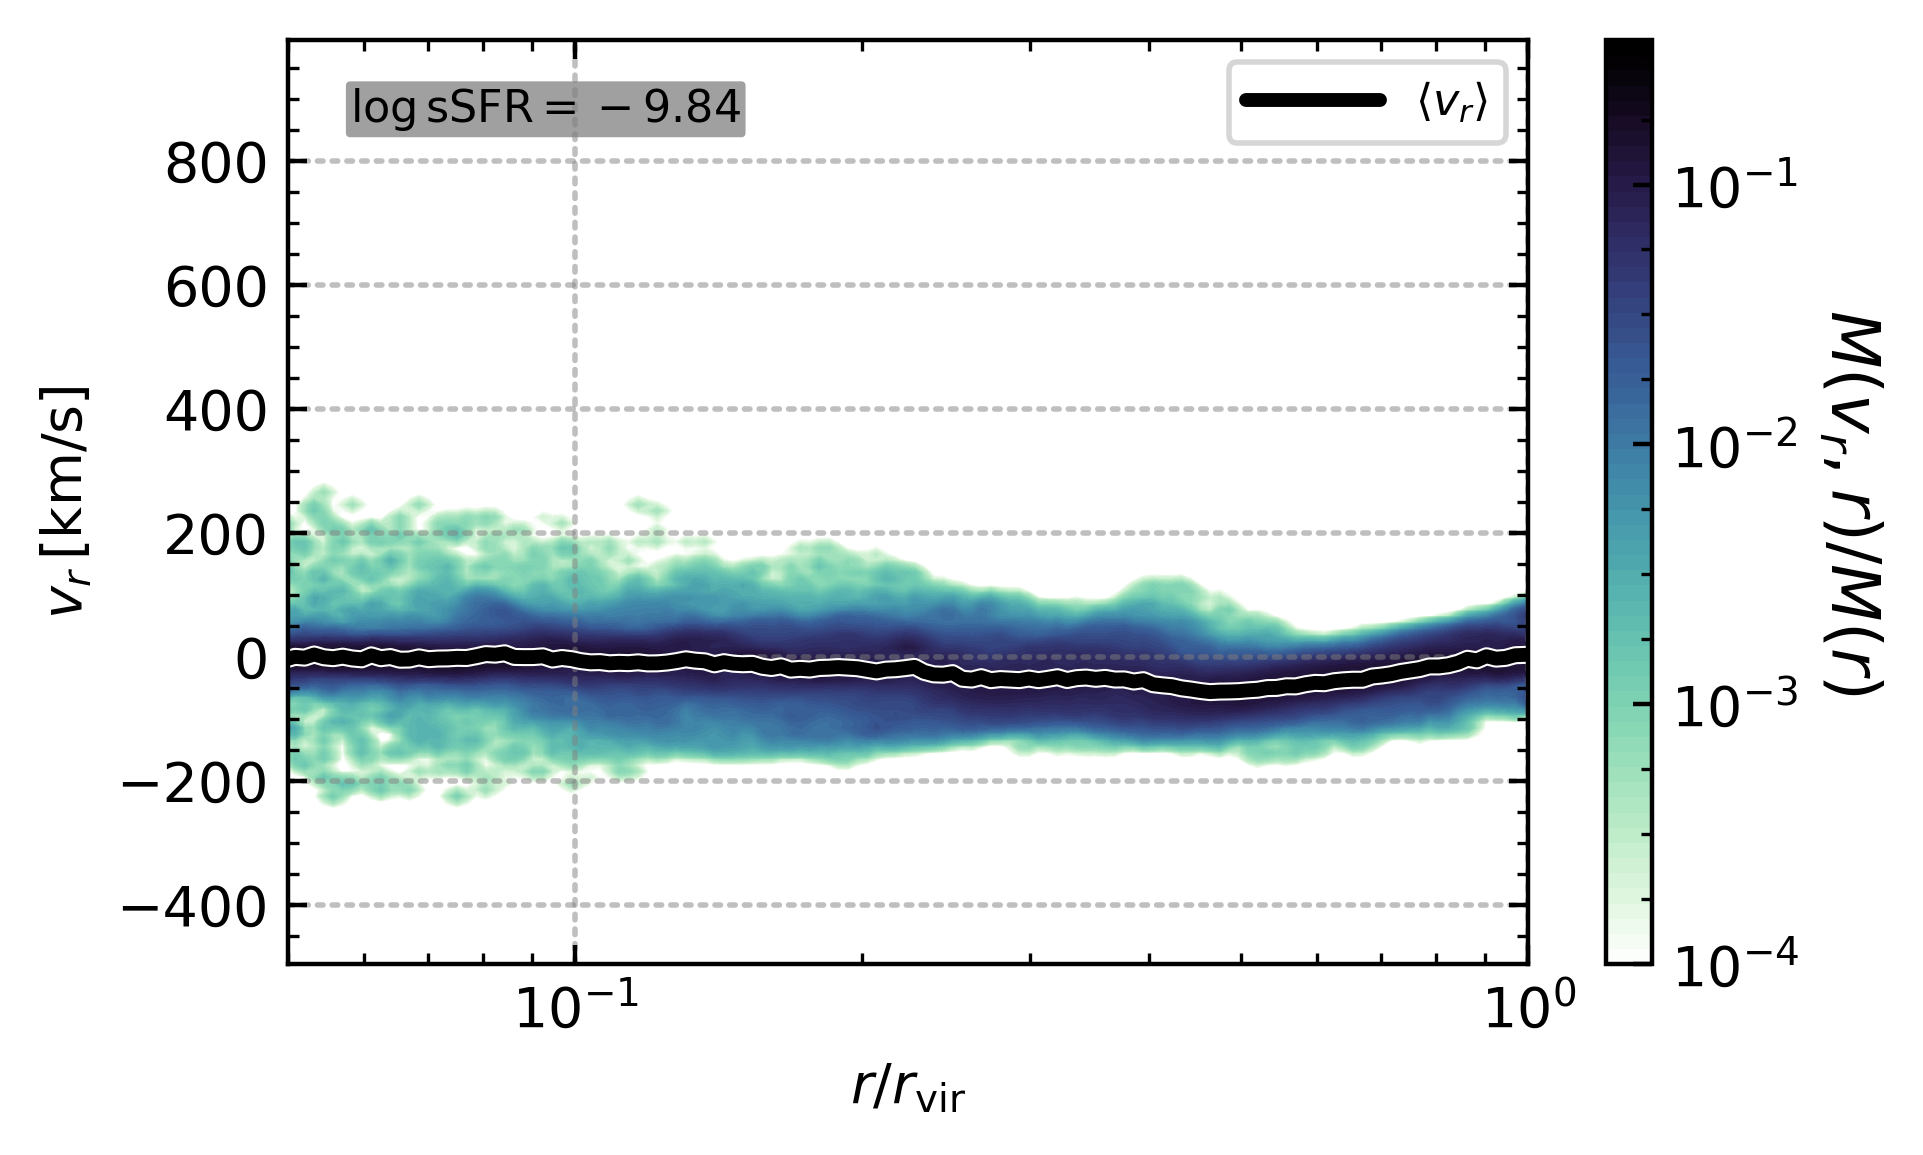 log sSFR = −9.84
⟨v_r⟩
800
600
400
200
0
−200
−400
v_r [km/s]
10^−1
10^0
r/r_vir
10^−1
10^−2
10^−3
10^−4
M(v_r, r)/M(r)